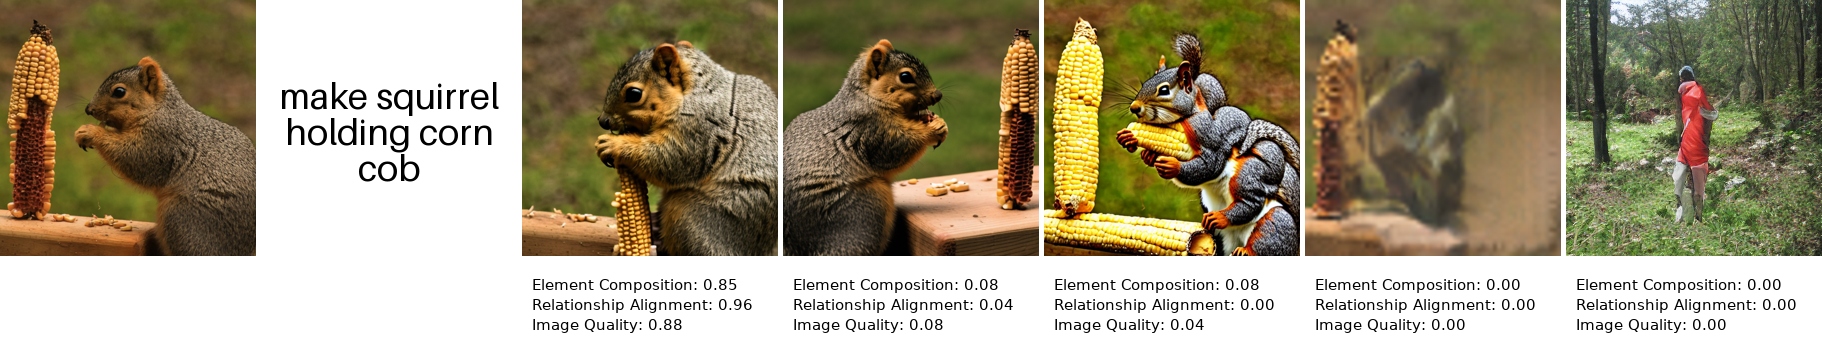 make squirrel
holding corn
cob
Element Composition: 0.85
Relationship Alignment: 0.96
Image Quality: 0.88
Element Composition: 0.08
Relationship Alignment: 0.04
Image Quality: 0.08
Element Composition: 0.08
Relationship Alignment: 0.00
Image Quality: 0.04
Element Composition: 0.00
Relationship Alignment: 0.00
Image Quality: 0.00
Element Composition: 0.00
Relationship Alignment: 0.00
Image Quality: 0.00